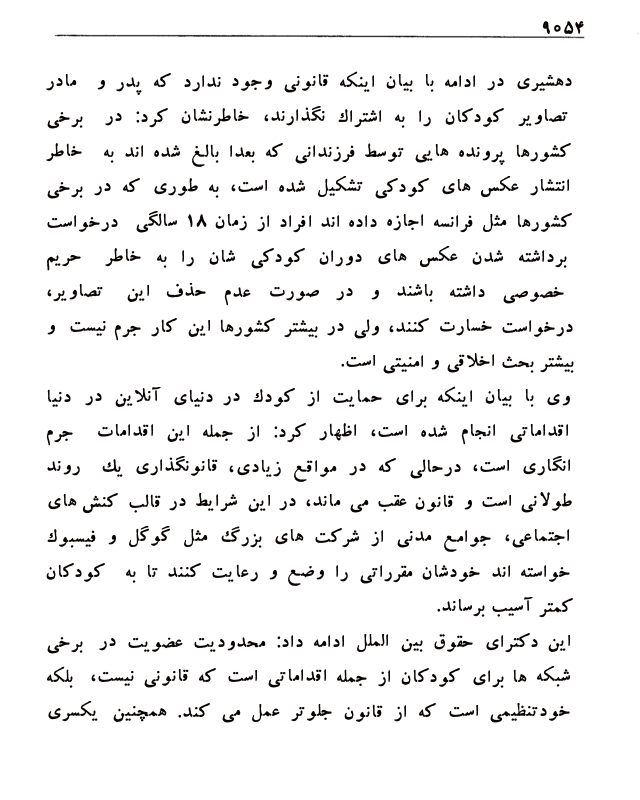 ۹۰۵۴
دهشیری در ادامه با بیان اینکه قانونی وجود ندارد که پدر و مادر
تصاویر کودکان را به اشتراك نگذارند، خاطرنشان کرد: در برخی
کشورها پرونده هایی توسط فرزندانی که بعدا بالغ شده اند به خاطر
انتشار عکس های کودکی تشکیل شده است، به طوری که در برخی
کشورها مثل فرانسه اجازه داده اند افراد از زمان ۱۸ سالگی درخواست
برداشته شدن عکس های دوران کودکی شان را به خاطر حریم
خصوصی داشته باشند و در صورت عدم حذف این تصاویر،
درخواست خسارت کنند، ولی در بیشتر کشورها این کار جرم نیست و
بیشتر بحث اخلاقی و امنیتی است.
وی با بیان اینکه برای حمایت از کودك در دنیای آنلاین در دنیا
اقداماتی انجام شده است، اظهار کرد: از جمله این اقدامات جرم
انگاری است، درحالی که در مواقع زیادی، قانونگذاری یك روند
طولانی است و قانون عقب می ماند، در این شرایط در قالب کنش های
اجتماعی، جوامع مدنی از شرکت های بزرگ مثل گوگل و فیسبوك
خواسته اند خودشان مقرراتی را وضع و رعایت کنند تا به کودکان
کمتر آسیب برساند.
این دکترای حقوق بین الملل ادامه داد: محدودیت عضویت در برخی
شبکه ها برای کودکان از جمله اقداماتی است که قانونی نیست، بلکه
خودتنظیمی است که از قانون جلوتر عمل می کند. همچنین یکسری